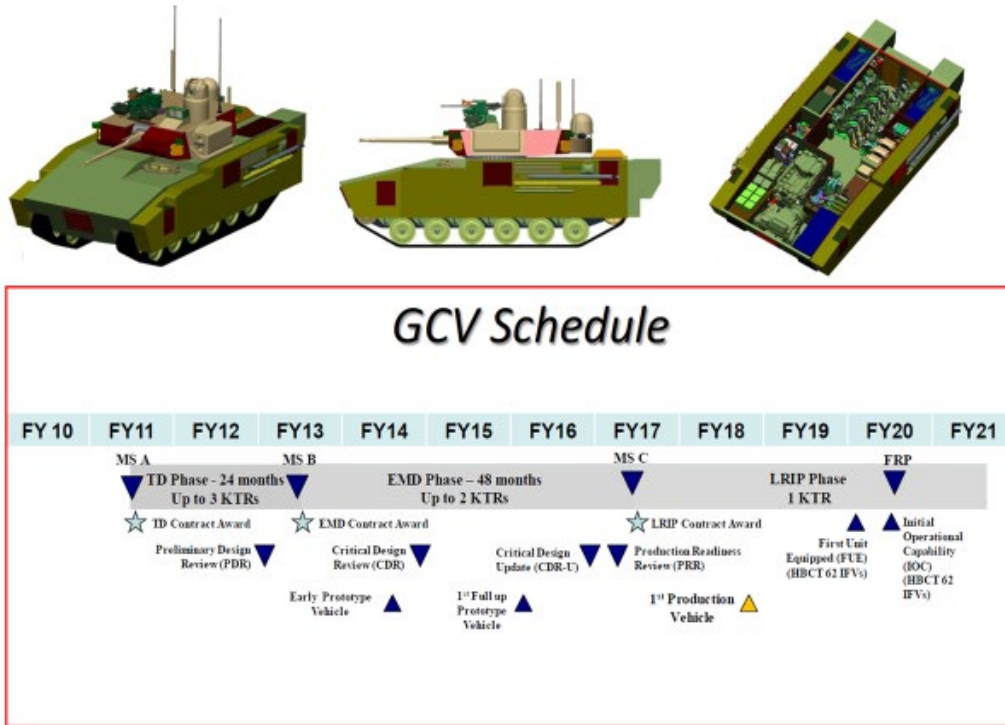 GCV Schedule
FY 10 FY11 FY12 FY13 FY14 FY15 FY16 FY17 FY18 FY19 FY20 FY21
MS A MS B MS C FRP
TD Phase - 24 months
Up to 3 KTRs
EMD Phase – 48 months
Up to 2 KTRs
LRIP Phase
1 KTR
TD Contract Award
EMD Contract Award
LRIP Contract Award
Preliminary Design
Review (PDR)
Critical Design
Review (CDR)
Critical Design
Update (CDR-U)
Production Readiness
Review (PRR)
First Unit
Equipped (FUE)
(HBCT 62 IFVs)
Initial
Operational
Capability
(IOC)
(HBCT 62
IFVs)
Early Prototype
Vehicle
1st Full up
Prototype
Vehicle
1st Production
Vehicle